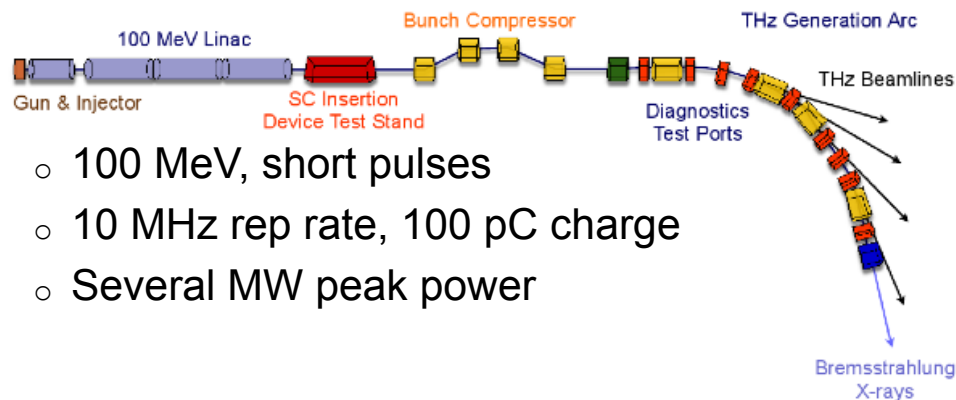 Bunch Compressor
THz Generation Arc
100 MeV Linac
THz Beamlines
Gun & Injector
SC Insertion
Device Test Stand
Diagnostics
Test Ports
○ 100 MeV, short pulses
○ 10 MHz rep rate, 100 pC charge
○ Several MW peak power
Bremsstrahlung
X-rays